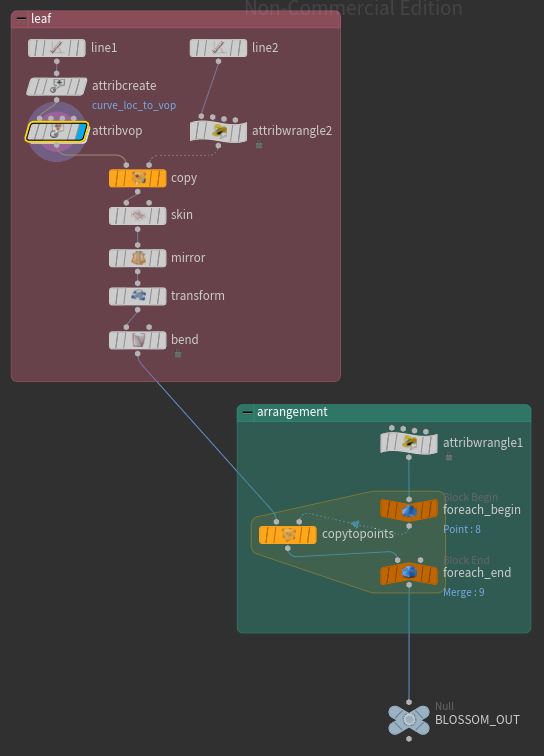 Non-Commercial Edition
leaf
line1
line2
attribcreate
curve_loc_to_vop
attribvop
attribwrangle2
copy
skin
mirror
transform
bend
arrangement
attribwrangle1
Block Begin
foreach_begin
Point : 8
copytopoints
Block End
foreach_end
Merge : 9
Null
BLOSSOM_OUT